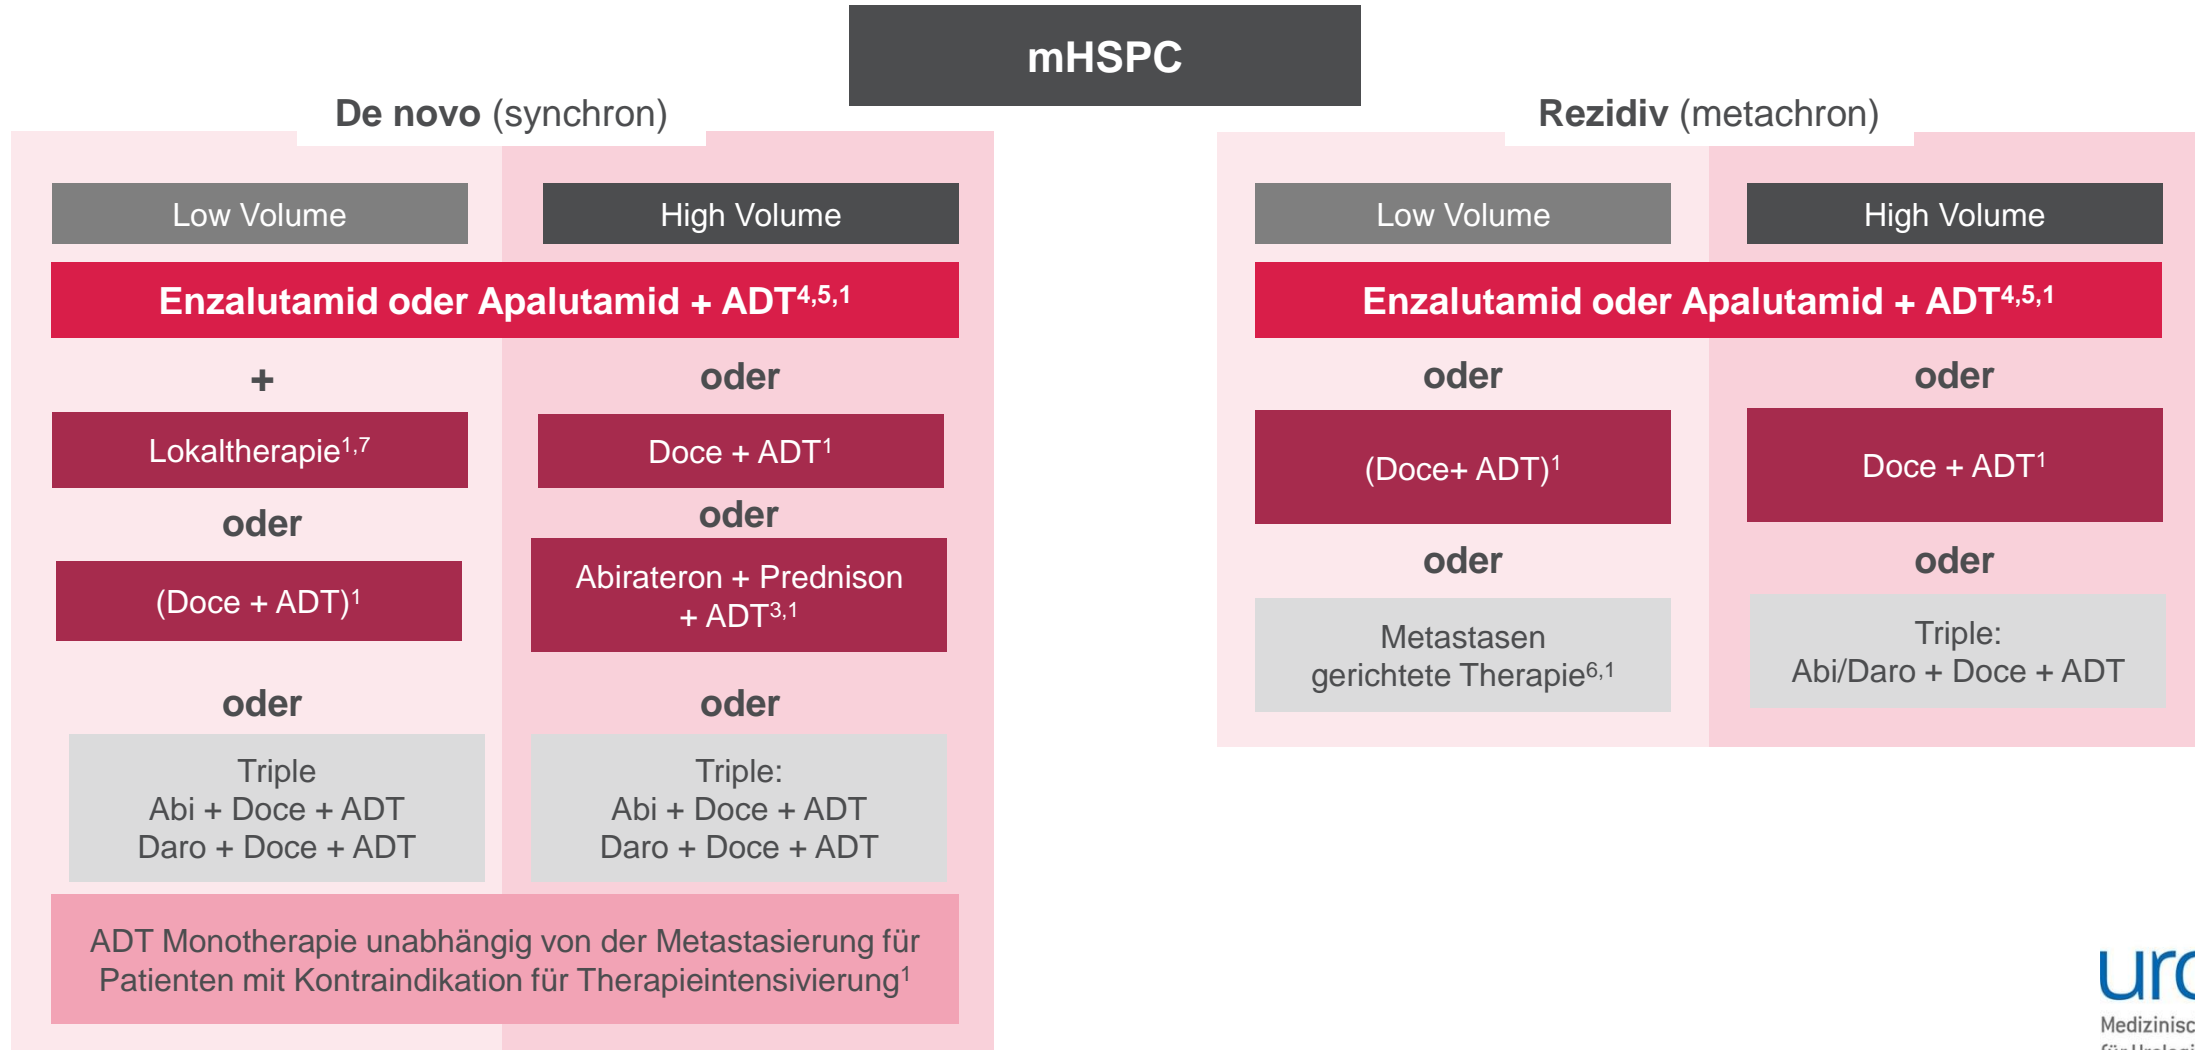 mHSPC
De novo (synchron)
Low Volume
High Volume
Enzalutamid oder Apalutamid + ADT4,5,1
+
Lokaltherapie1,7
oder
(Doce + ADT)1
oder
Triple
Abi + Doce + ADT
Daro + Doce + ADT
oder
Doce + ADT1
oder
Abirateron + Prednison
+ ADT3,1
oder
Triple:
Abi + Doce + ADT
Daro + Doce + ADT
ADT Monotherapie unabhängig von der Metastasierung für
Patienten mit Kontraindikation für Therapieintensivierung1
Rezidiv (metachron)
Low Volume
High Volume
Enzalutamid oder Apalutamid + ADT4,5,1
oder
(Doce+ ADT)1
oder
Metastasen
gerichtete Therapie6,1
oder
Doce + ADT1
oder
Triple:
Abi/Daro + Doce + ADT